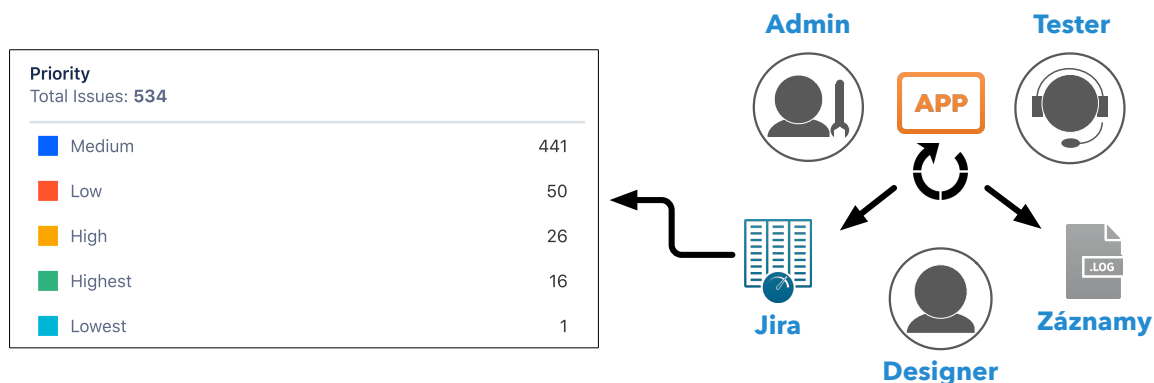 Priority
Total Issues: 534
Medium 441
Low 50
High 26
Highest 16
Lowest 1
Admin
Tester
APP
.LOG
Jira
Záznamy
Designer